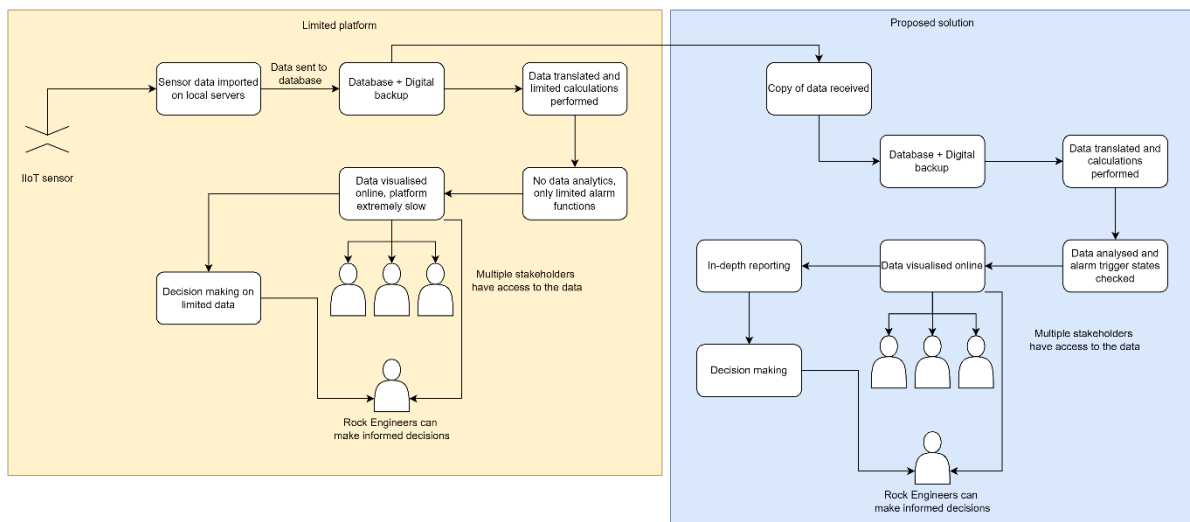 Limited platform
Sensor data imported
on local servers
Data sent to
database
Database + Digital
backup
Data translated and
limited calculations
performed
IIoT sensor
No data analytics,
only limited alarm
functions
Data visualised
online, platform
extremely slow
Multiple stakeholders
have access to the data
Decision making on
limited data
Rock Engineers can
make informed decisions
Proposed solution
Copy of data received
Database + Digital
backup
Data translated and
calculations
performed
Data analysed and
alarm trigger states
checked
Data visualised online
In-depth reporting
Multiple stakeholders
have access to the data
Decision making
Rock Engineers can
make informed decisions